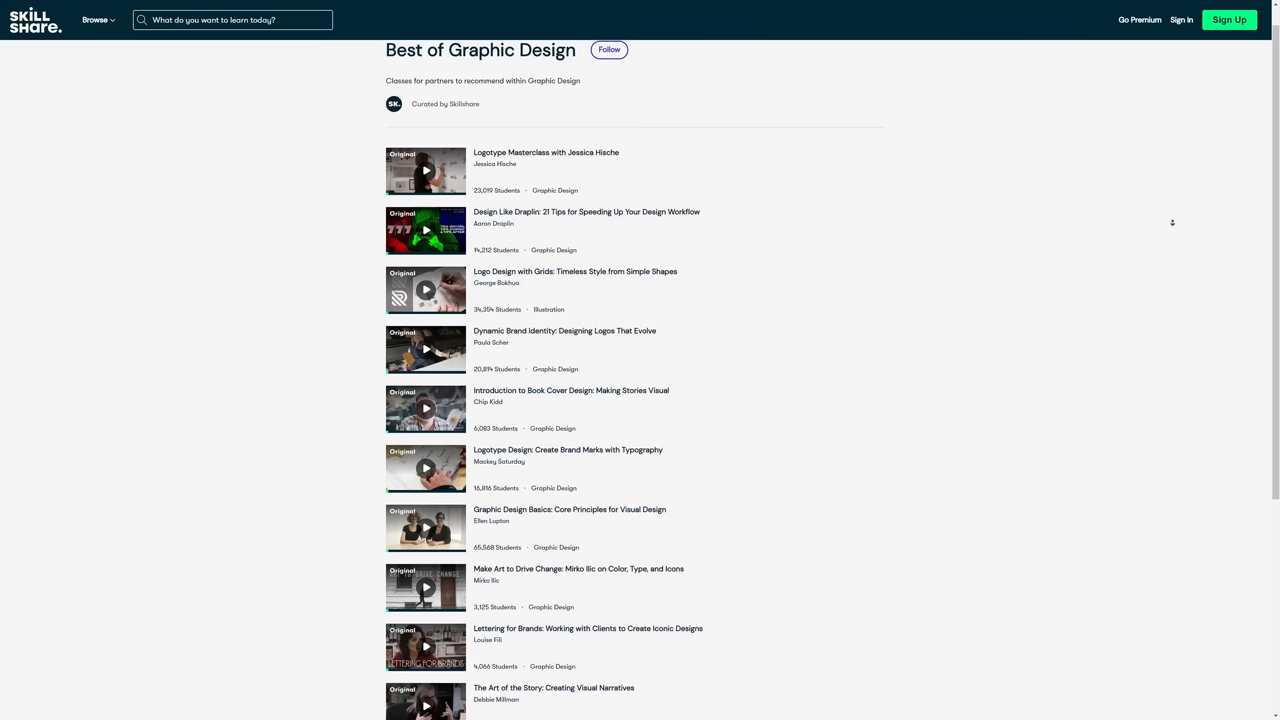 SKILL
SHARE.
Browse
What do you want to learn today?
Go Premium
Sign In
Sign Up
Best of Graphic Design
Follow
Classes for partners to recommend within Graphic Design
SK.
Curated by Skillshare
Original
Logotype Masterclass with Jessica Hische
Jessica Hische
23,019 Students · Graphic Design
Original
777
Design Like Draplin: 21 Tips for Speeding Up Your Design Workflow
Aaron Draplin
14,212 Students · Graphic Design
Original
Logo Design with Grids: Timeless Style from Simple Shapes
George Bokhua
34,354 Students · Illustration
Original
Dynamic Brand Identity: Designing Logos That Evolve
Paula Scher
20,814 Students · Graphic Design
Original
Introduction to Book Cover Design: Making Stories Visual
Chip Kidd
6,083 Students · Graphic Design
Original
Logotype Design: Create Brand Marks with Typography
Mackey Saturday
16,816 Students · Graphic Design
Original
Graphic Design Basics: Core Principles for Visual Design
Ellen Lupton
65,568 Students · Graphic Design
Original
ART TO DRIVE CHANGE
Make Art to Drive Change: Mirko Ilic on Color, Type, and Icons
Mirko Ilic
3,125 Students · Graphic Design
Original
LETTERING FOR BRANDS
Lettering for Brands: Working with Clients to Create Iconic Designs
Louise Fili
4,066 Students · Graphic Design
Original
The Art of the Story: Creating Visual Narratives
Debbie Millman